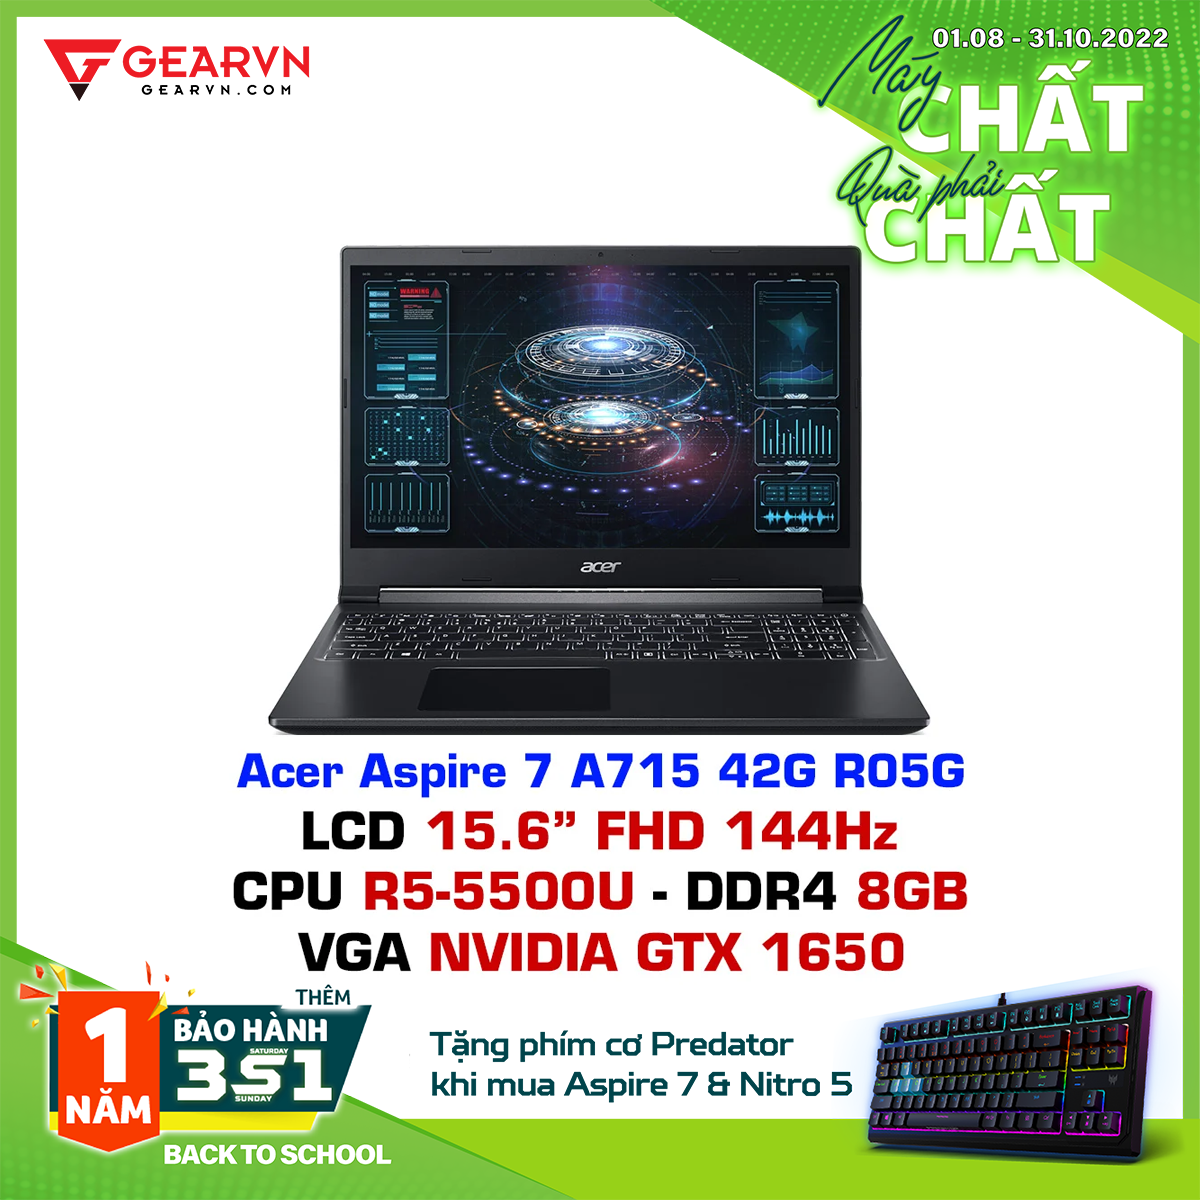 GEARVN
GEARVN.COM
01.08 - 31.10.2022
Máy
CHẤT
Quà phải
CHẤT
WARNING
acer
Acer Aspire 7 A715 42G R05G
LCD 15.6” FHD 144Hz
CPU R5-5500U - DDR4 8GB
VGA NVIDIA GTX 1650
THÊM
1
NĂM
BẢO HÀNH
3S1
SATURDAY
SUNDAY
BACK TO SCHOOL
Tặng phím cơ Predator
khi mua Aspire 7 & Nitro 5